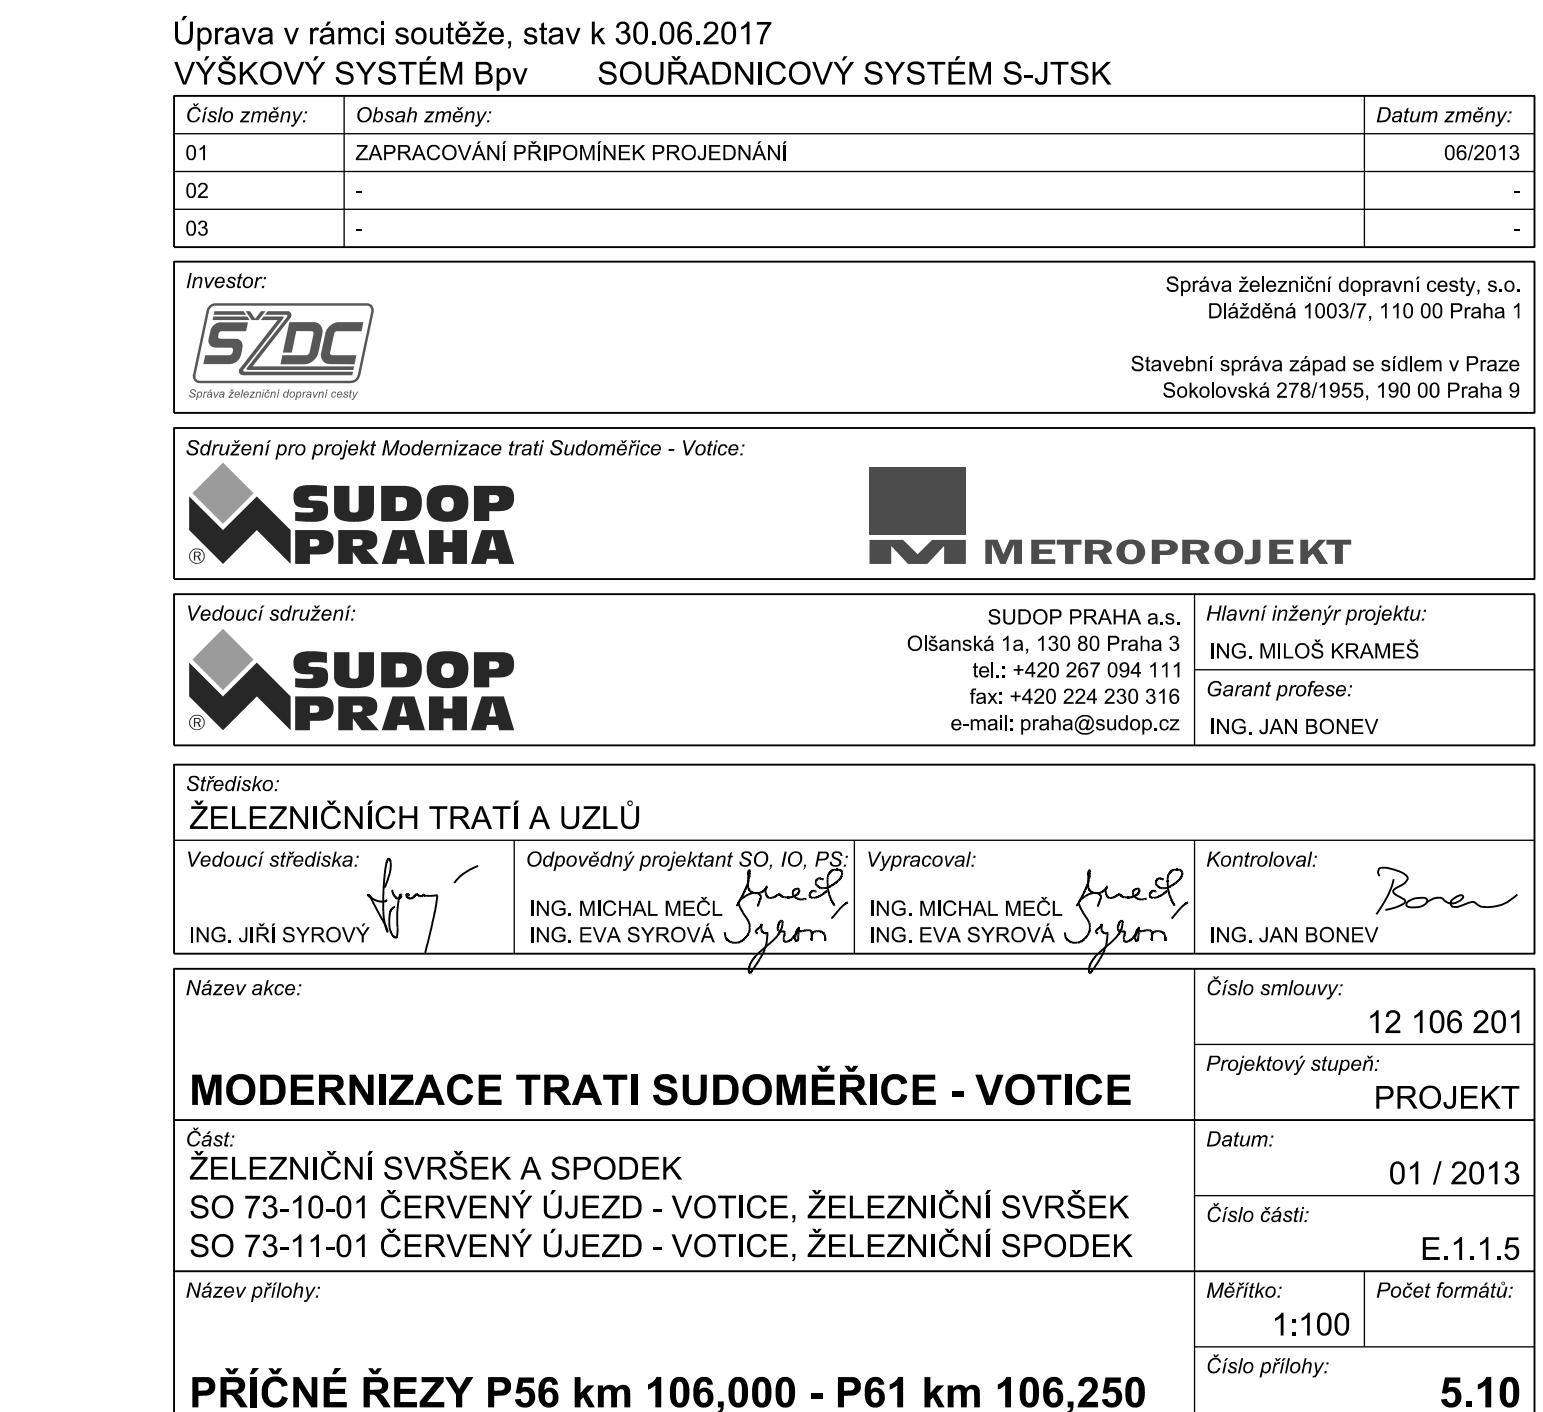 Úprava v rámci soutěže, stav k 30.06.2017
VÝŠKOVÝ SYSTÉM Bpv SOUŘADNICOVÝ SYSTÉM S-JTSK
Číslo změny: Obsah změny: Datum změny:
01 ZAPRACOVÁNÍ PŘIPOMÍNEK PROJEDNÁNÍ 06/2013
02 - -
03 - -
Investor:
SŽDC
Správa železniční dopravní cesty
Správa železniční dopravní cesty, s.o.
Dlážděná 1003/7, 110 00 Praha 1
Stavební správa západ se sídlem v Praze
Sokolovská 278/1955, 190 00 Praha 9
Sdružení pro projekt Modernizace trati Sudoměřice - Votice:
SUDOP
PRAHA
®
METROPROJEKT
Vedoucí sdružení:
SUDOP
PRAHA
®
SUDOP PRAHA a.s.
Olšanská 1a, 130 80 Praha 3
tel.: +420 267 094 111
fax: +420 224 230 316
e-mail: praha@sudop.cz
Hlavní inženýr projektu:
ING. MILOŠ KRAMEŠ
Garant profese:
ING. JAN BONEV
Středisko:
ŽELEZNIČNÍCH TRATÍ A UZLŮ
Vedoucí střediska:
ING. JIŘÍ SYROVÝ
Odpovědný projektant SO, IO, PS:
ING. MICHAL MEČL
ING. EVA SYROVÁ
Vypracoval:
ING. MICHAL MEČL
ING. EVA SYROVÁ
Kontroloval:
ING. JAN BONEV
Název akce:
MODERNIZACE TRATI SUDOMĚŘICE - VOTICE
Číslo smlouvy:
12 106 201
Projektový stupeň:
PROJEKT
Část:
ŽELEZNIČNÍ SVRŠEK A SPODEK
SO 73-10-01 ČERVENÝ ÚJEZD - VOTICE, ŽELEZNIČNÍ SVRŠEK
SO 73-11-01 ČERVENÝ ÚJEZD - VOTICE, ŽELEZNIČNÍ SPODEK
Datum:
01 / 2013
Číslo části:
E.1.1.5
Název přílohy:
PŘÍČNÉ ŘEZY P56 km 106,000 - P61 km 106,250
Měřítko:
1:100
Počet formátů:
Číslo přílohy:
5.10